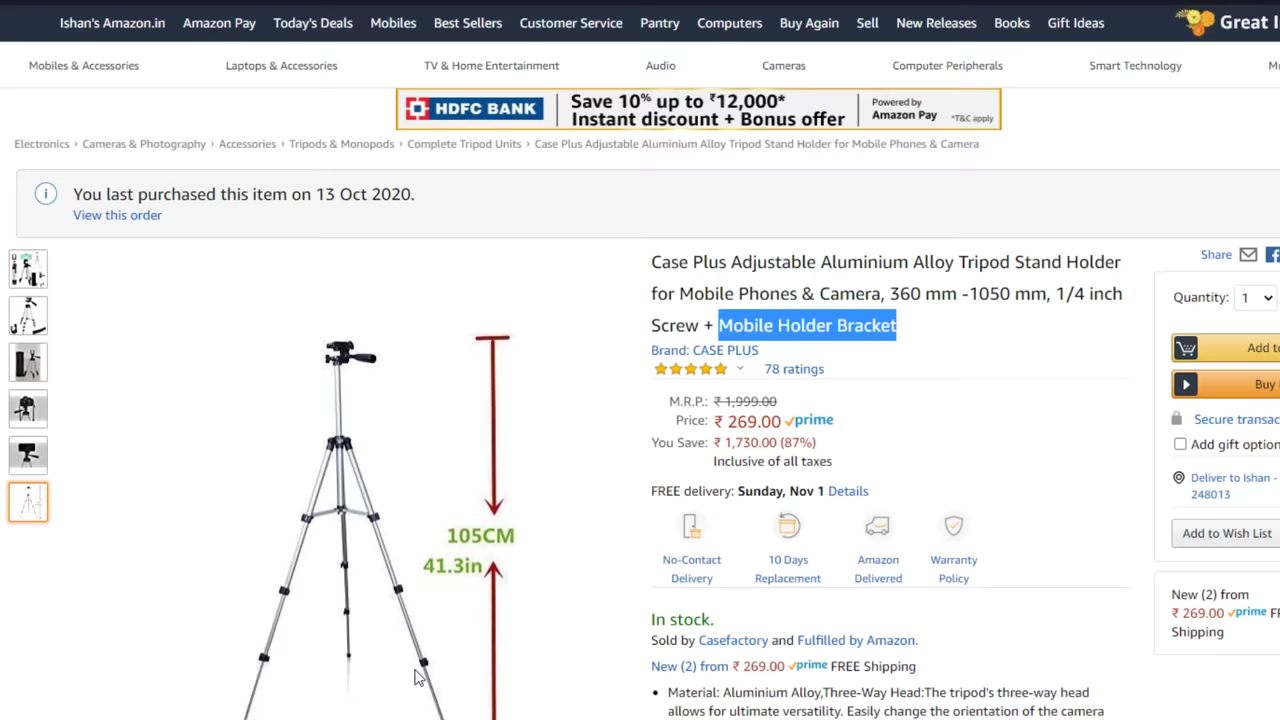 Ishan's Amazon.in Amazon Pay Today's Deals Mobiles Best Sellers Customer Service Pantry Computers Buy Again Sell New Releases Books Gift Ideas Great
Mobiles & Accessories Laptops & Accessories TV & Home Entertainment Audio Cameras Computer Peripherals Smart Technology
HDFC BANK
Save 10% up to ₹12,000*
Instant discount + Bonus offer
Powered by
Amazon Pay *T&C apply
Electronics › Cameras & Photography › Accessories › Tripods & Monopods › Complete Tripod Units › Case Plus Adjustable Aluminium Alloy Tripod Stand Holder for Mobile Phones & Camera
You last purchased this item on 13 Oct 2020.
View this order
105CM
41.3in
Case Plus Adjustable Aluminium Alloy Tripod Stand Holder
for Mobile Phones & Camera, 360 mm -1050 mm, 1/4 inch
Screw + Mobile Holder Bracket
Brand: CASE PLUS
78 ratings
M.R.P.: ₹ 1,999.00
Price: ₹ 269.00 prime
You Save: ₹ 1,730.00 (87%)
Inclusive of all taxes
FREE delivery: Sunday, Nov 1 Details
No-Contact
Delivery
10 Days
Replacement
Amazon
Delivered
Warranty
Policy
In stock.
Sold by Casefactory and Fulfilled by Amazon.
New (2) from ₹ 269.00 prime FREE Shipping
• Material: Aluminium Alloy,Three-Way Head:The tripod's three-way head
allows for ultimate versatility. Easily change the orientation of the camera
Share
Quantity: 1
Add to
Buy
Secure transac
Add gift option
Deliver to Ishan -
248013
Add to Wish List
New (2) from
₹ 269.00 prime
Shipping